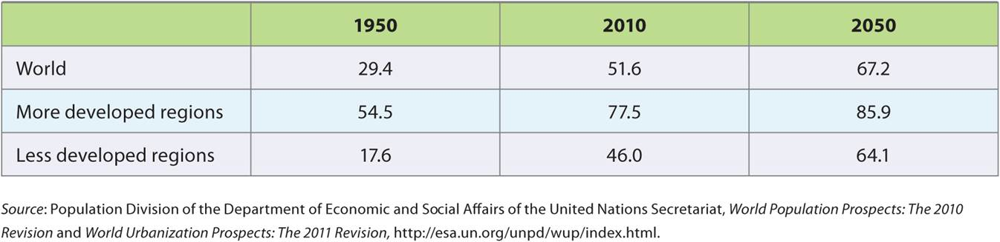 1950 2010 2050
World 29.4 51.6 67.2
More developed regions 54.5 77.5 85.9
Less developed regions 17.6 46.0 64.1
Source: Population Division of the Department of Economic and Social Affairs of the United Nations Secretariat, World Population Prospects: The 2010
Revision and World Urbanization Prospects: The 2011 Revision, http://esa.un.org/unpd/wup/index.html.